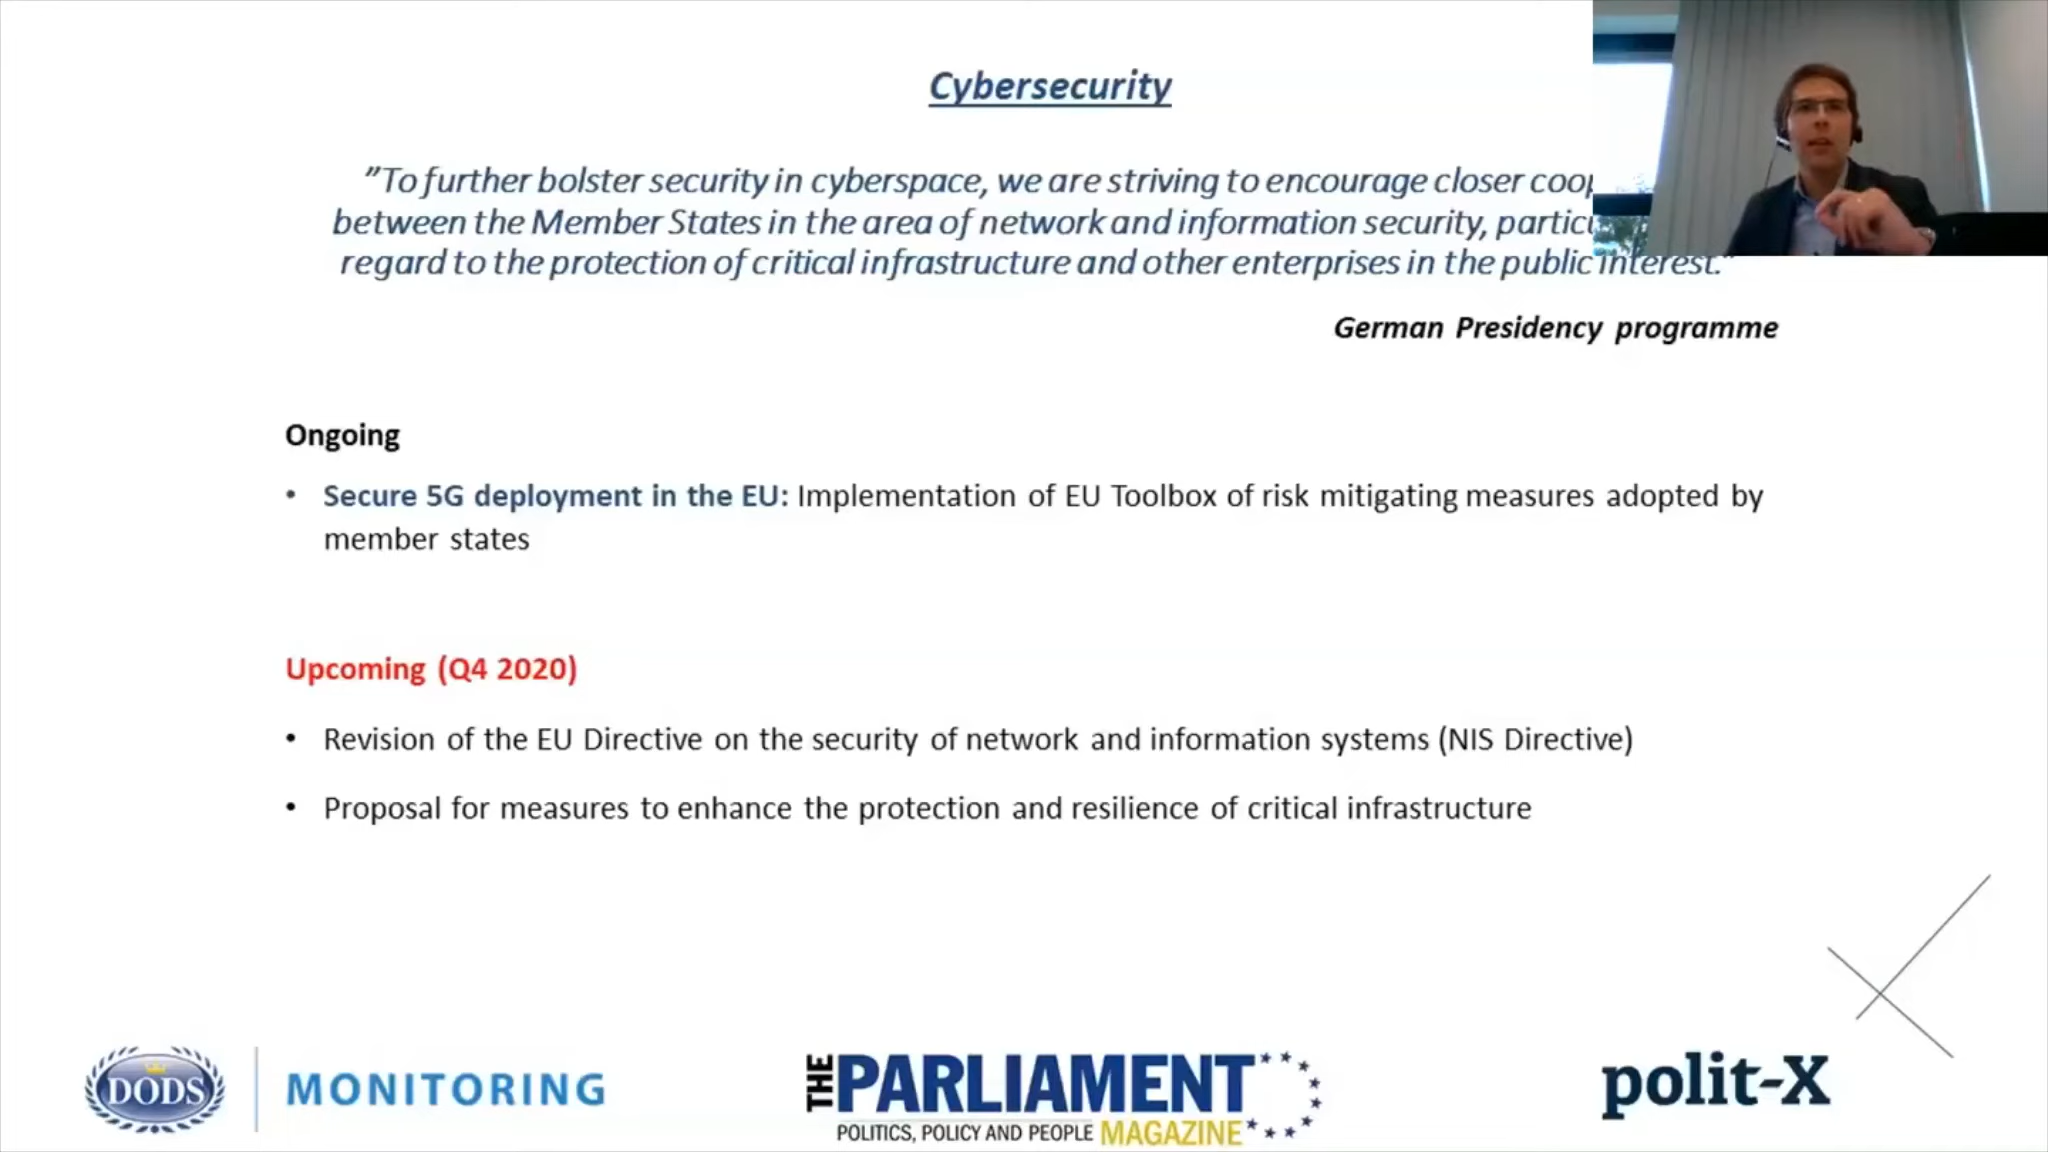 Cybersecurity
"To further bolster security in cyberspace, we are striving to encourage closer
between the Member States in the area of network and information security,
regard to the protection of critical infrastructure and other enterprises in the public interest."
German Presidency programme
Ongoing
• Secure 5G deployment in the EU: Implementation of EU Toolbox of risk mitigating measures adopted by
member states
Upcoming (Q4 2020)
• Revision of the EU Directive on the security of network and information systems (NIS Directive)
• Proposal for measures to enhance the protection and resilience of critical infrastructure
DODS MONITORING
THE PARLIAMENT
POLITICS, POLICY AND PEOPLE MAGAZINE
polit-X